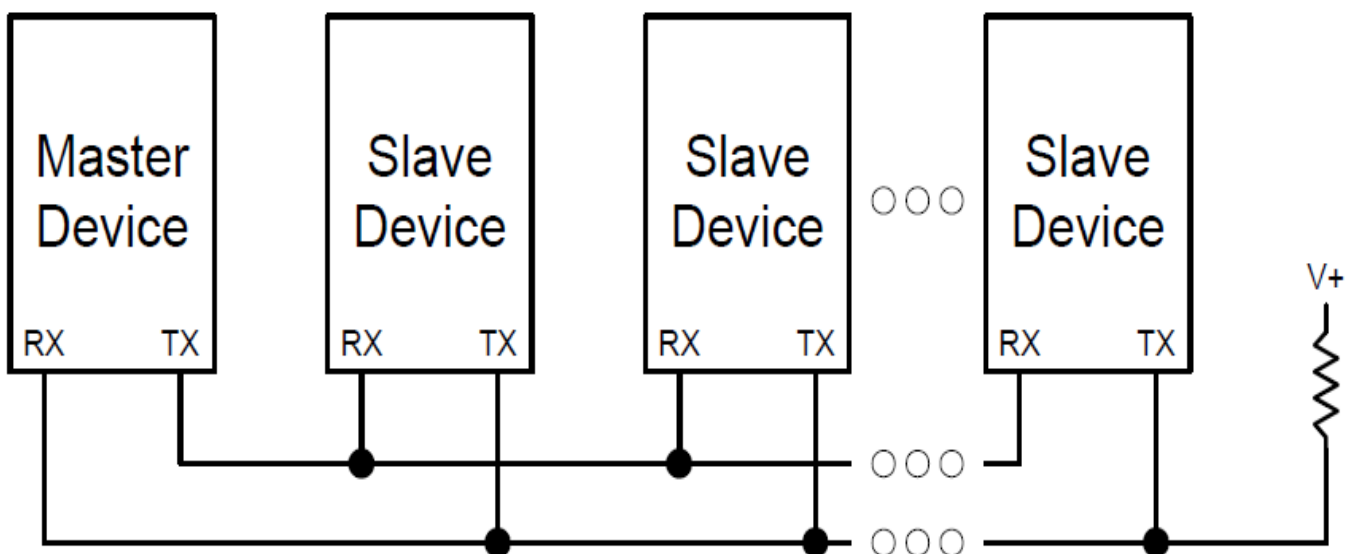 Master
Device
Slave
Device
Slave
Device
Slave
Device
V+
RX TX
RX TX
RX TX
RX TX